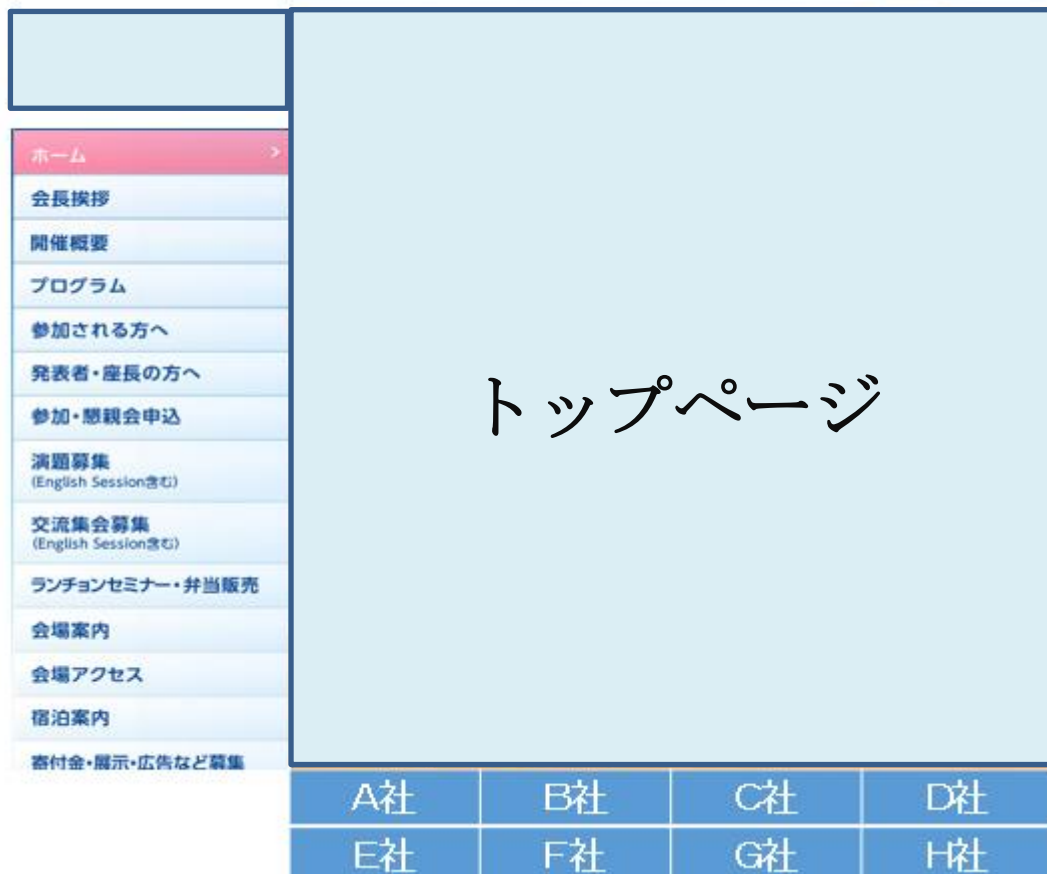 ホーム
会長挨拶
開催概要
プログラム
参加される方へ
発表者・座長の方へ
参加・懇親会申込
演題募集
(English Session含む)
交流集会募集
(English Session含む)
ランチョンセミナー・弁当販売
会場案内
会場アクセス
宿泊案内
寄付金・展示・広告など募集
トップページ
A社 B社 C社 D社
E社 F社 G社 H社